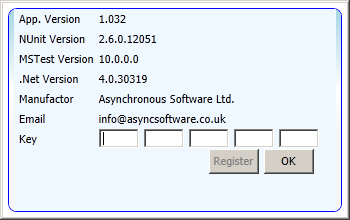 App. Version 1.032
NUnit Version 2.6.0.12051
MSTest Version 10.0.0.0
.Net Version 4.0.30319
Manufactor Asynchronous Software Ltd.
Email info@asyncsoftware.co.uk
Key
Register OK